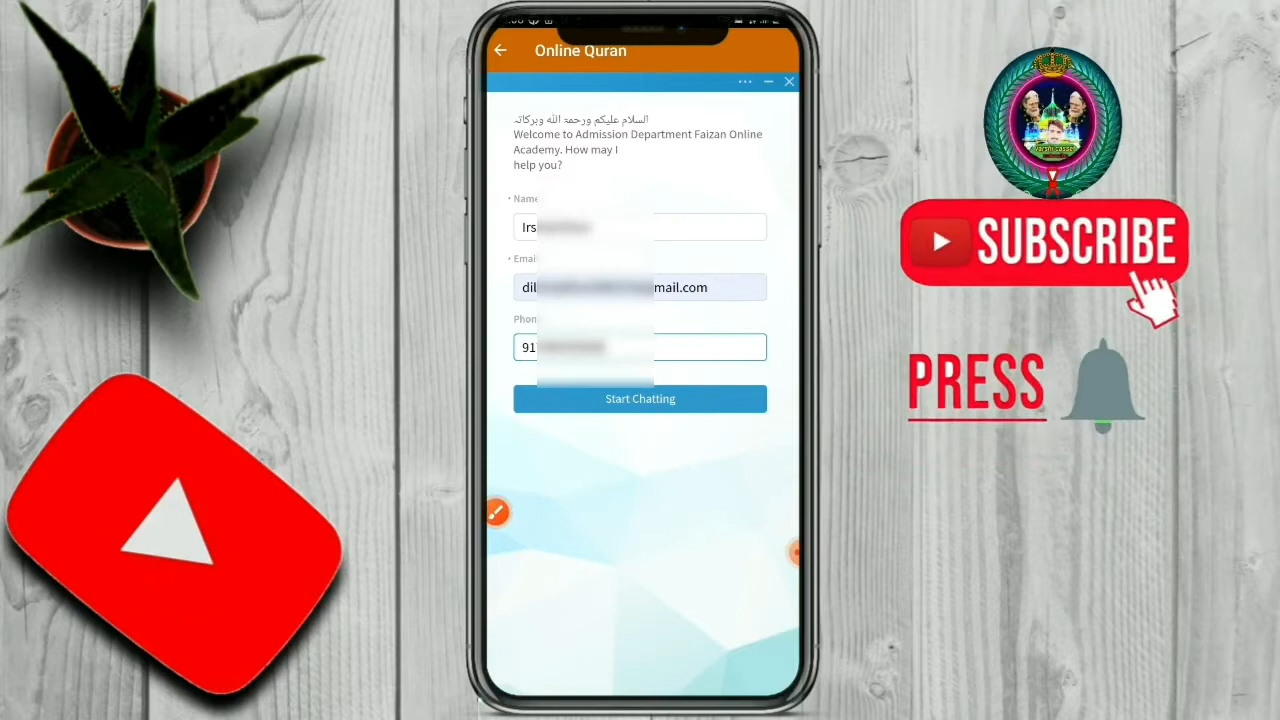 Online Quran
السلام علیکم ورحمۃ اللہ وبرکاتہ
Welcome to Admission Department Faizan Online
Academy. How may I
help you?
* Name
Irs
* Email
dil mail.com
Phon
91
Start Chatting
SUBSCRIBE
PRESS